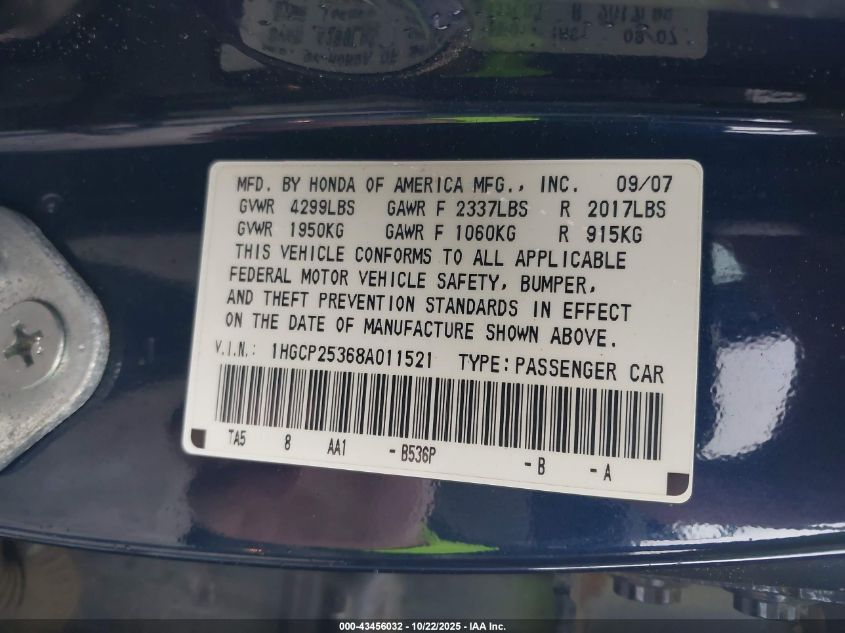 MFD. BY HONDA OF AMERICA MFG., INC. 09/07
GVWR 4299LBS GAWR F 2337LBS R 2017LBS
GVWR 1950KG GAWR F 1060KG R 915KG
THIS VEHICLE CONFORMS TO ALL APPLICABLE
FEDERAL MOTOR VEHICLE SAFETY, BUMPER,
AND THEFT PREVENTION STANDARDS IN EFFECT
ON THE DATE OF MANUFACTURE SHOWN ABOVE.
V.I.N.: 1HGCP25368A011521 TYPE: PASSENGER CAR
TA5 8 AA1 - B536P - B - A
000-43456032 - 10/22/2025 - IAA Inc.